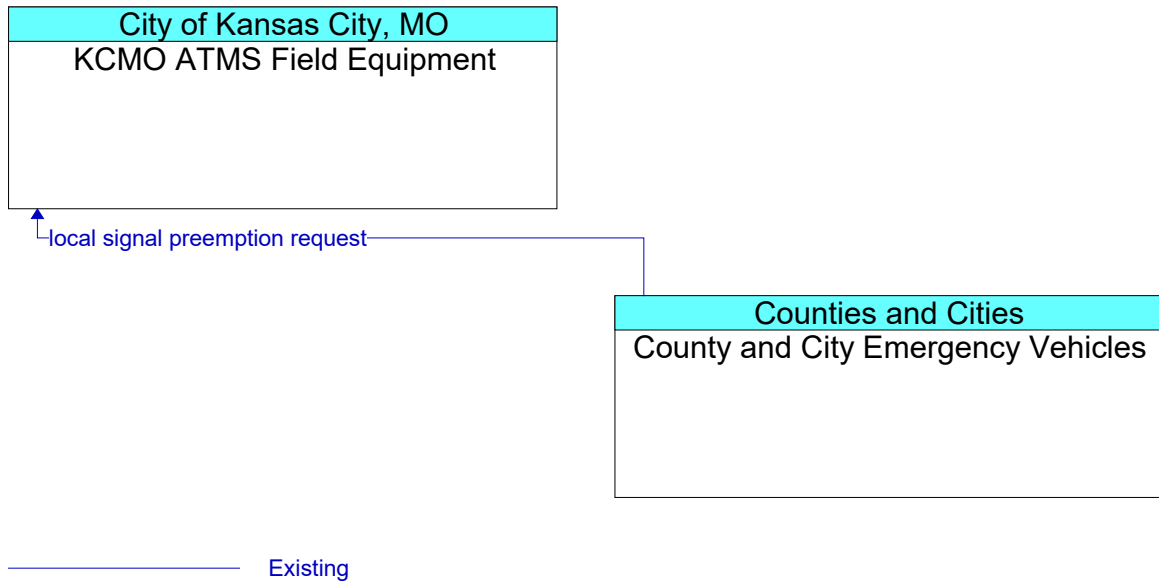 City of Kansas City, MO
KCMO ATMS Field Equipment
local signal preemption request
Counties and Cities
County and City Emergency Vehicles
Existing